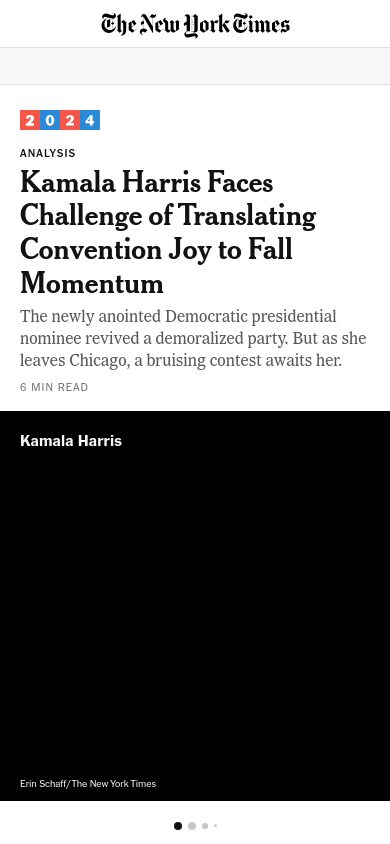 The New York Times
2024
ANALYSIS
Kamala Harris Faces
Challenge of Translating
Convention Joy to Fall
Momentum
The newly anointed Democratic presidential
nominee revived a demoralized party. But as she
leaves Chicago, a bruising contest awaits her.
6 MIN READ
Kamala Harris
Erin Schaff/The New York Times